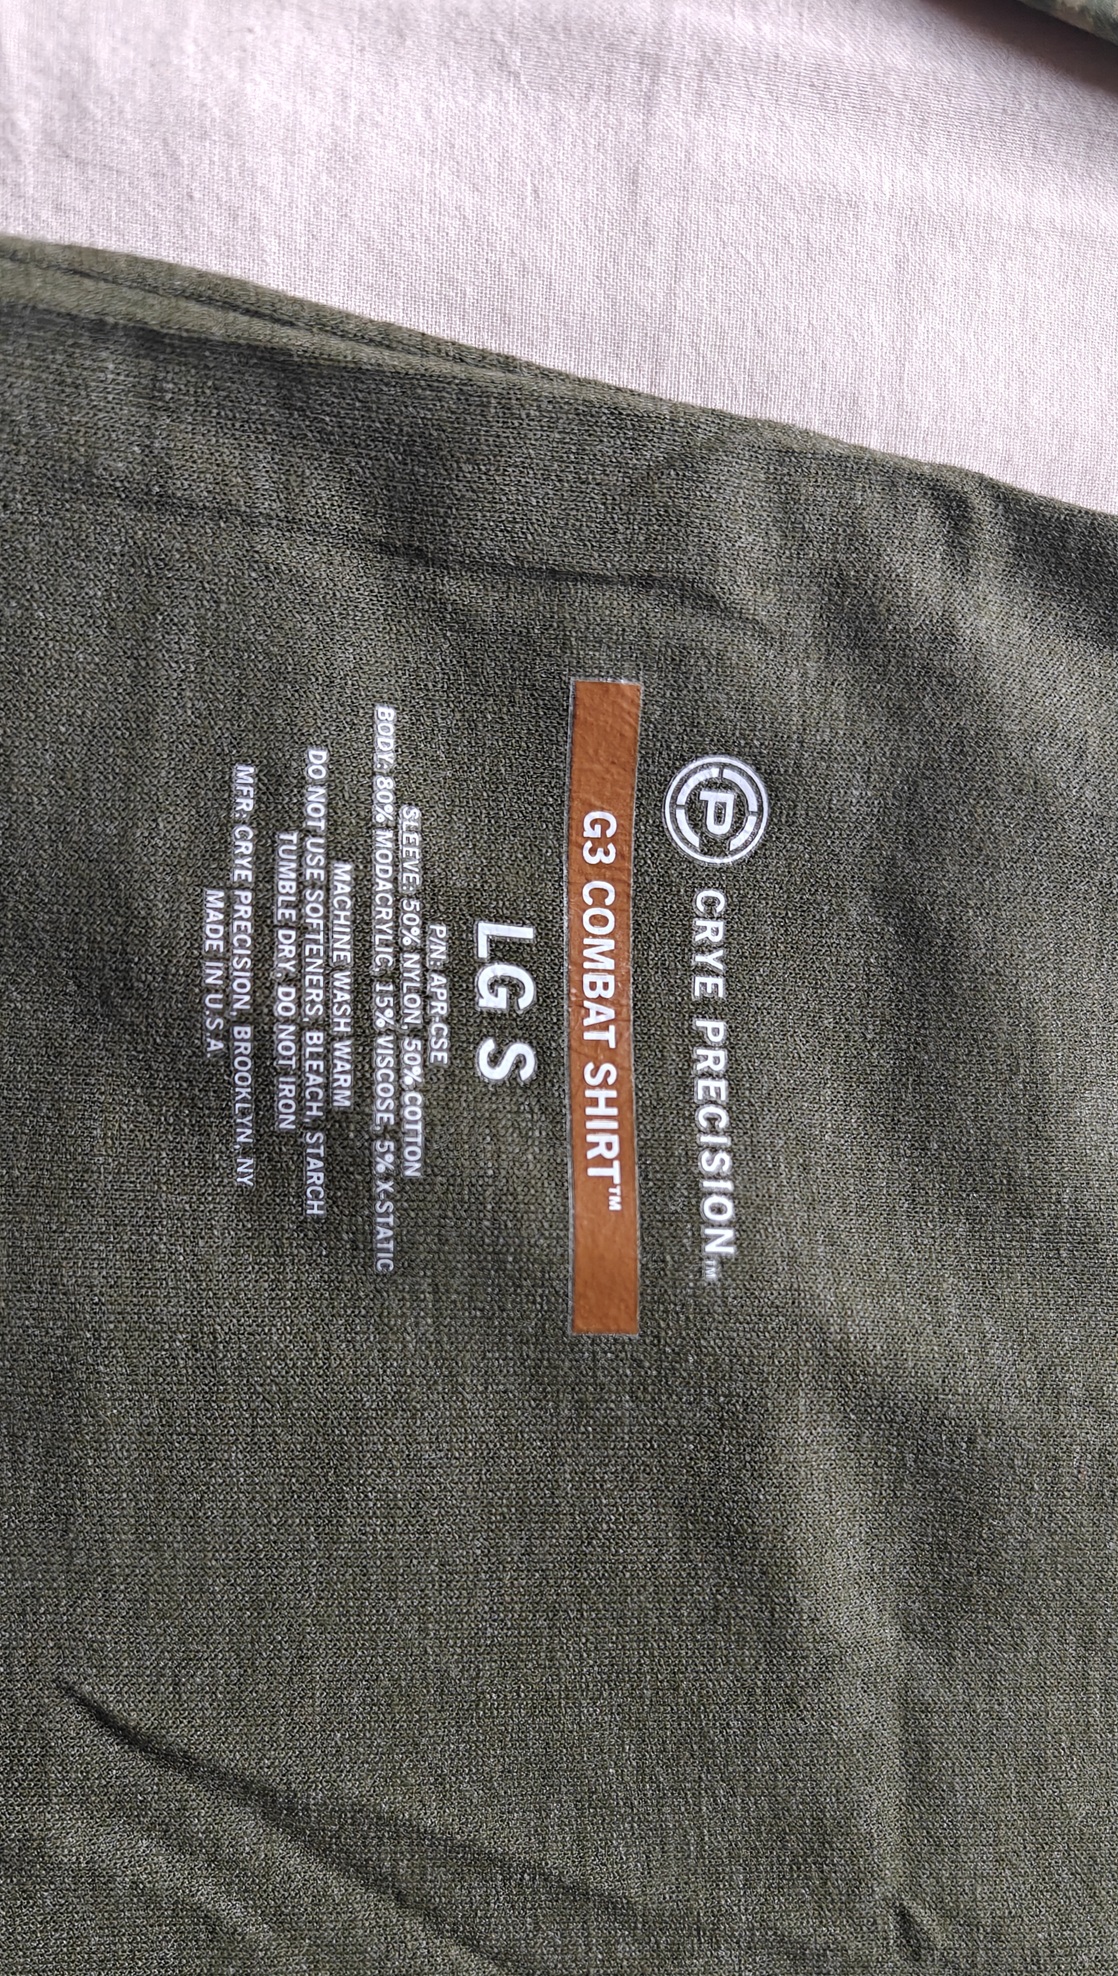 CRYE PRECISION™
G3 COMBAT SHIRT™
LG S
P/N: APR-CSE
SLEEVE: 50% NYLON, 50% COTTON
BODY: 80% MODACRYLIC, 15% VISCOSE, 5% X-STATIC
MACHINE WASH WARM
DO NOT USE SOFTENERS, BLEACH, STARCH
TUMBLE DRY, DO NOT IRON
MFR: CRYE PRECISION, BROOKLYN, NY
MADE IN U.S.A